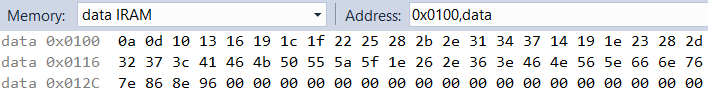 Memory: data IRAM Address: 0x0100,data
data 0x0100 0a 0d 10 13 16 19 1c 1f 22 25 28 2b 2e 31 34 37 14 19 1e 23 28 2d
data 0x0116 32 37 3c 41 46 4b 50 55 5a 5f 1e 26 2e 36 3e 46 4e 56 5e 66 6e 76
data 0x012C 7e 86 8e 96 00 00 00 00 00 00 00 00 00 00 00 00 00 00 00 00 00 00